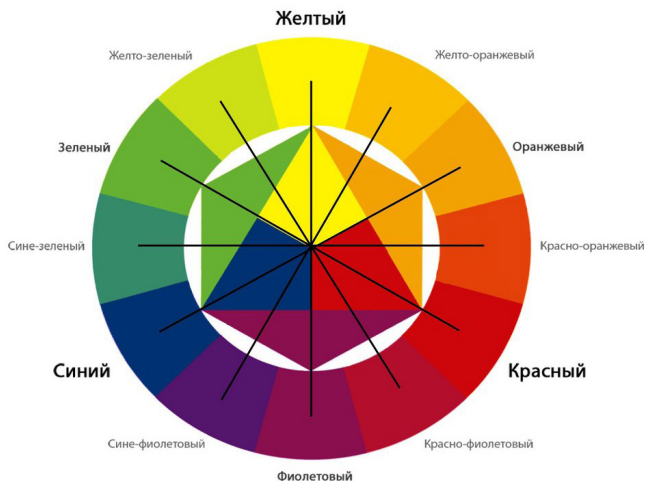 Желтый
Желто-зеленый
Желто-оранжевый
Зеленый
Оранжевый
Сине-зеленый
Красно-оранжевый
Синий
Красный
Сине-фиолетовый
Красно-фиолетовый
Фиолетовый